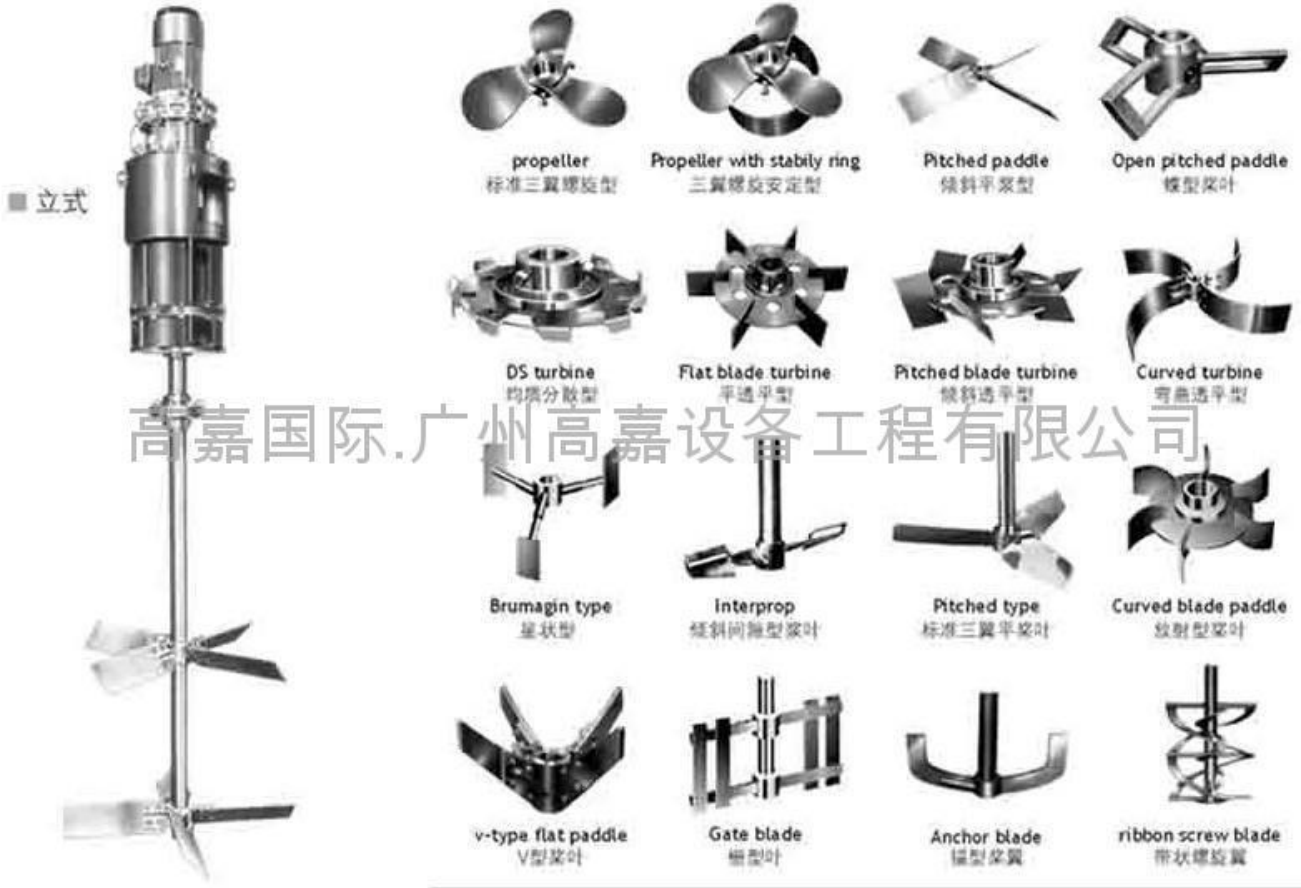 立式
propeller
标准三翼螺旋型
Propeller with stabily ring
三翼螺旋安定型
Pitched paddle
倾斜平桨型
Open pitched paddle
蝶型桨叶
DS turbine
均质分散型
Flat blade turbine
平透平型
Pitched blade turbine
倾斜透平型
Curved turbine
弯曲透平型
高嘉国际.广州高嘉设备工程有限公司
Brumagin type
星状型
Interprop
倾斜间隙型桨叶
Pitched type
标准三翼平桨叶
Curved blade paddle
放射型桨叶
v-type flat paddle
V型桨叶
Gate blade
栅型叶
Anchor blade
锚型桨翼
ribbon screw blade
带状螺旋翼